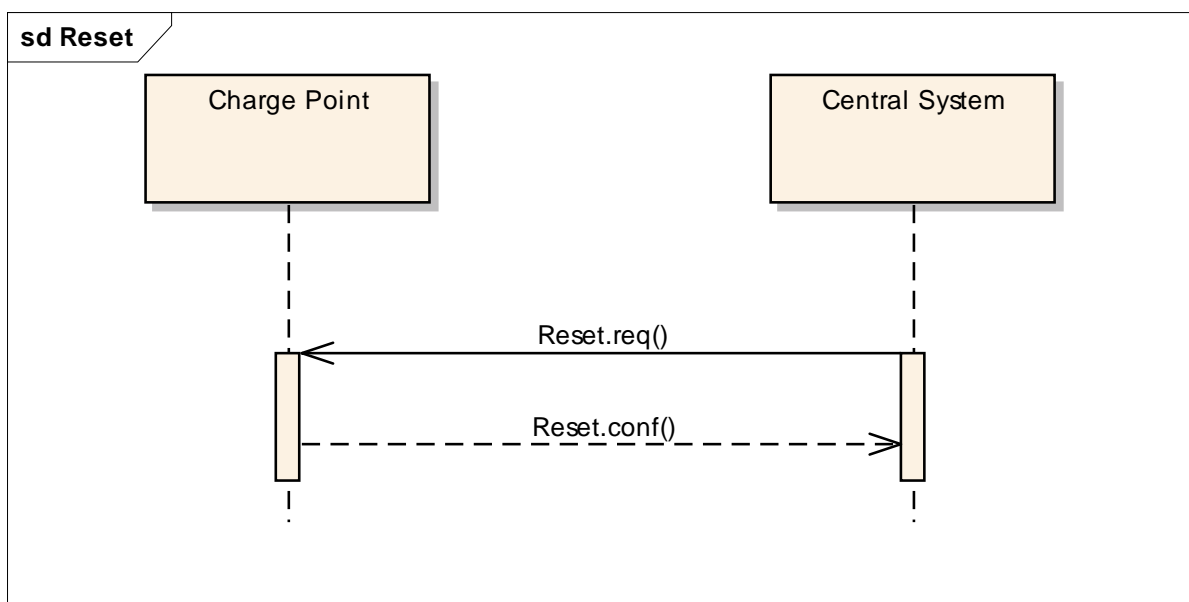 sd Reset
Charge Point
Central System
Reset.req()
Reset.conf()